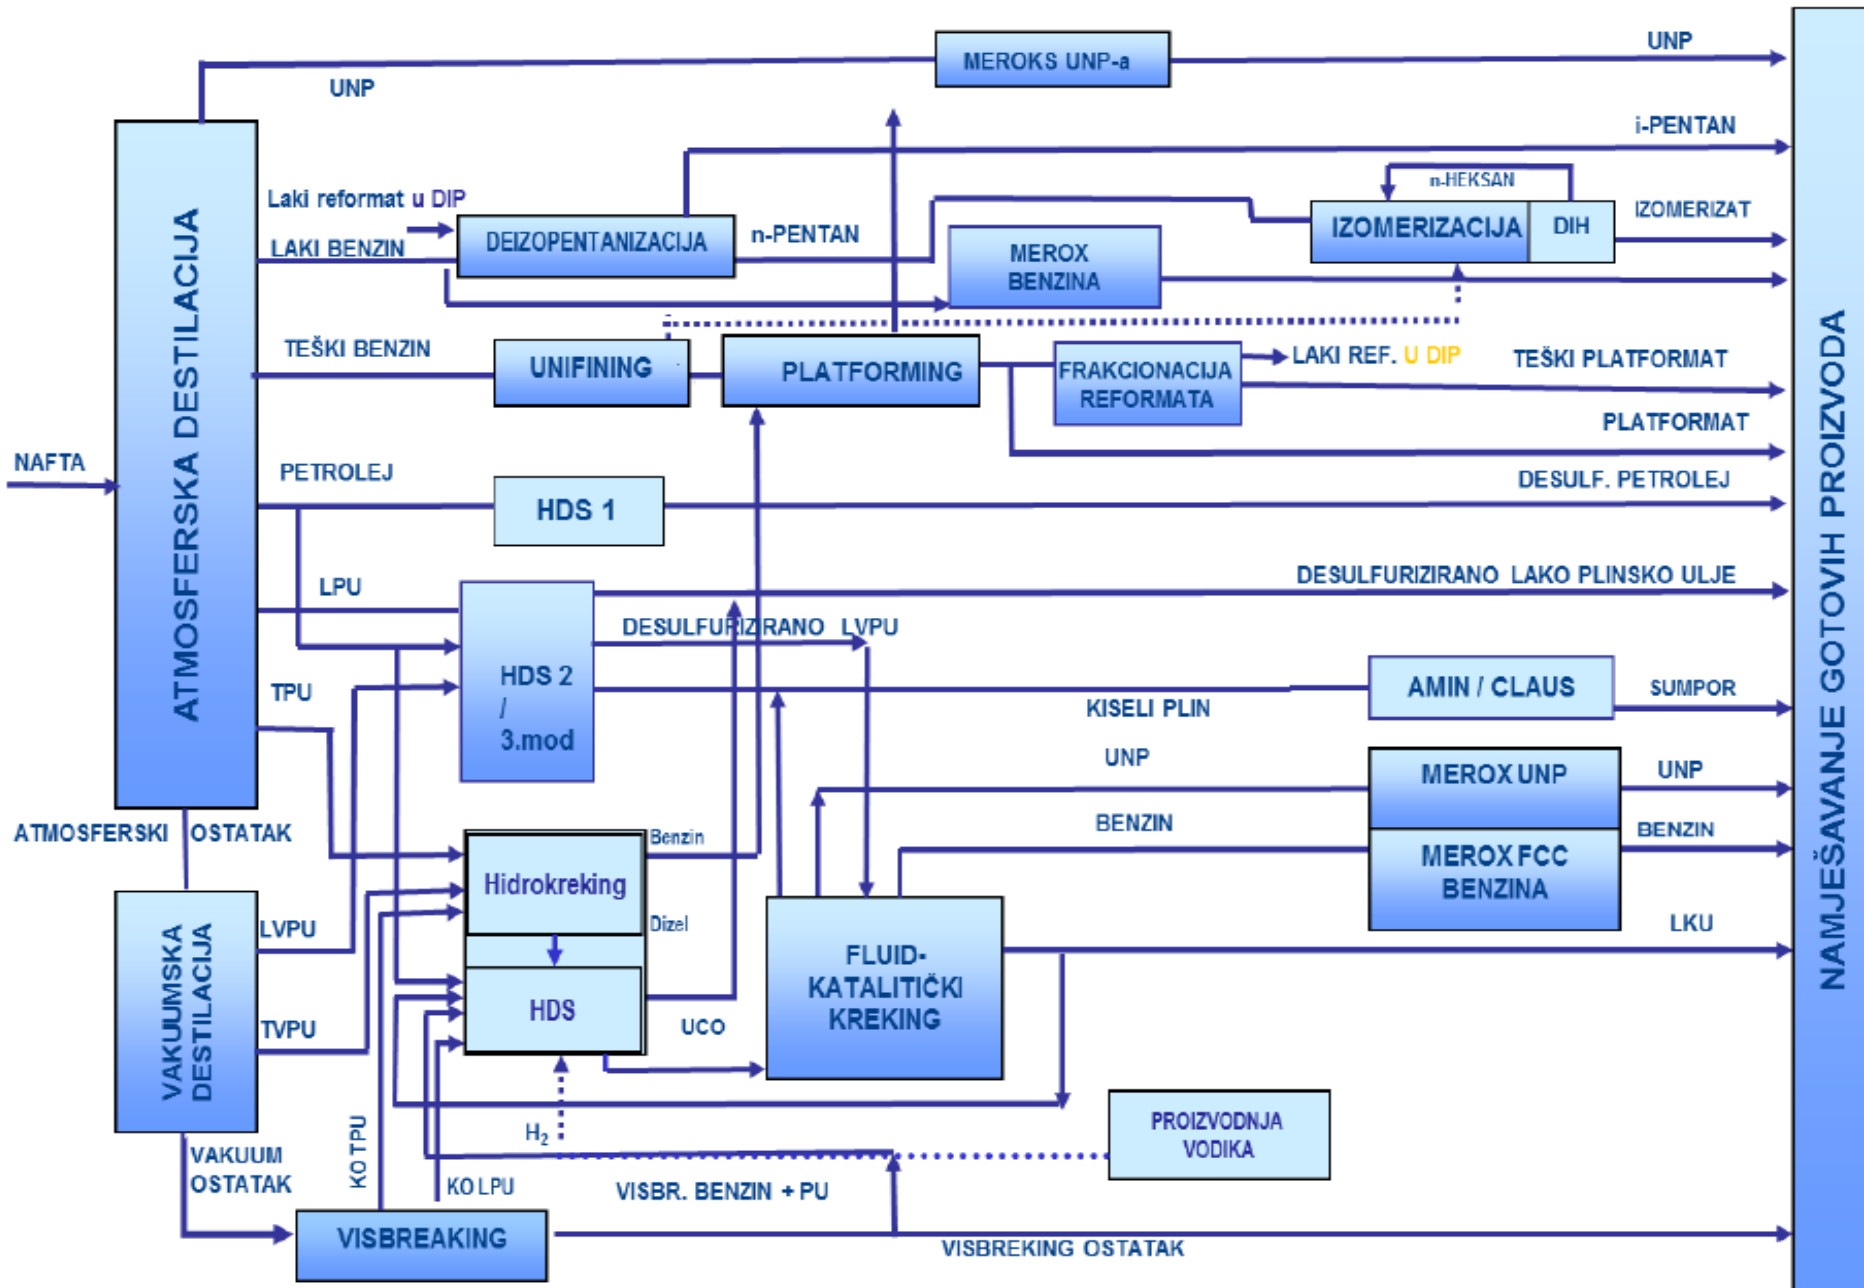 UNP
MEROKS UNP-a
UNP
i-PENTAN
n-HEKSAN
Laki reformat u DIP
IZOMERIZAT
DEIZOPENTANIZACIJA
n-PENTAN
IZOMERIZACIJA
DIH
LAKI BENZIN
MEROX
BENZINA
TEŠKI BENZIN
UNIFINING
PLATFORMING
FRAKCIONACIJA
REFORMATA
LAKI REF. U DIP
TEŠKI PLATFORMAT
PLATFORMAT
NAFTA
ATMOSFERSKA DESTILACIJA
PETROLEJ
HDS 1
DESULF. PETROLEJ
LPU
DESULFURIZIRANO LAKO PLINSKO ULJE
DESULFURIZIRANO LVPU
HDS 2
/
3.mod
TPU
KISELI PLIN
AMIN / CLAUS
SUMPOR
UNP
MEROX UNP
UNP
ATMOSFERSKI OSTATAK
Benzin
BENZIN
MEROX FCC
BENZINA
BENZIN
Hidrokreking
Dizel
LKU
LVPU
VAKUUMSKA
DESTILACIJA
TVPU
HDS
UCO
FLUID-
KATALITIČKI
KREKING
H2
PROIZVODNJA
VODIKA
VAKUUM
OSTATAK
KO TPU
KO LPU
VISBR. BENZIN + PU
VISBREAKING
VISBREKING OSTATAK
NAMJEŠAVANJE GOTOVIH PROIZVODA